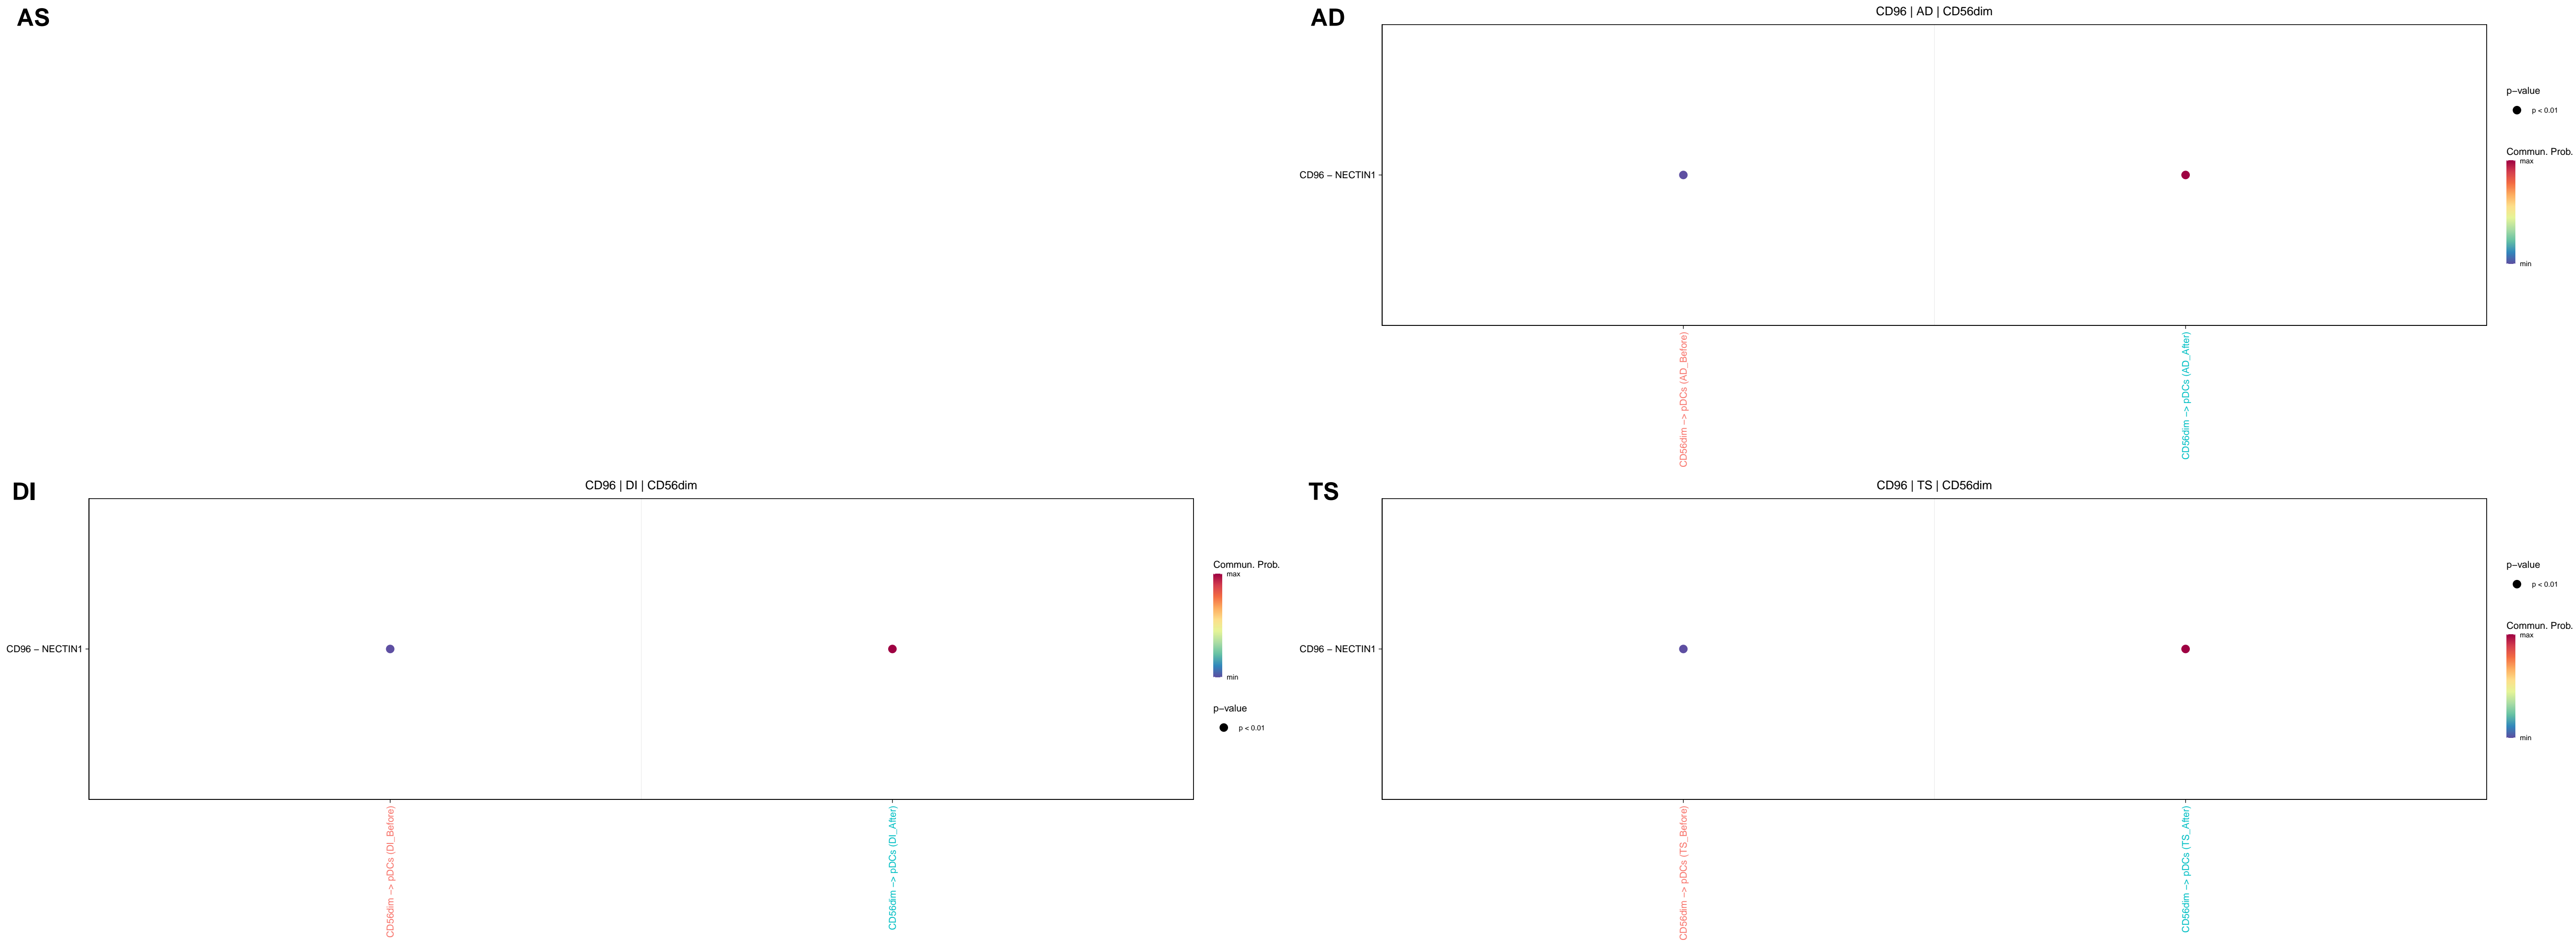 AS
AD
CD96 | AD | CD56dim
CD96 – NECTIN1
p−value
p < 0.01
Commun. Prob.
max
min
CD56dim −> pDCs (AD_Before)
CD56dim −> pDCs (AD_After)
DI
CD96 | DI | CD56dim
CD96 – NECTIN1
Commun. Prob.
max
min
p−value
p < 0.01
CD56dim −> pDCs (DI_Before)
CD56dim −> pDCs (DI_After)
TS
CD96 | TS | CD56dim
CD96 – NECTIN1
p−value
p < 0.01
Commun. Prob.
max
min
CD56dim −> pDCs (TS_Before)
CD56dim −> pDCs (TS_After)